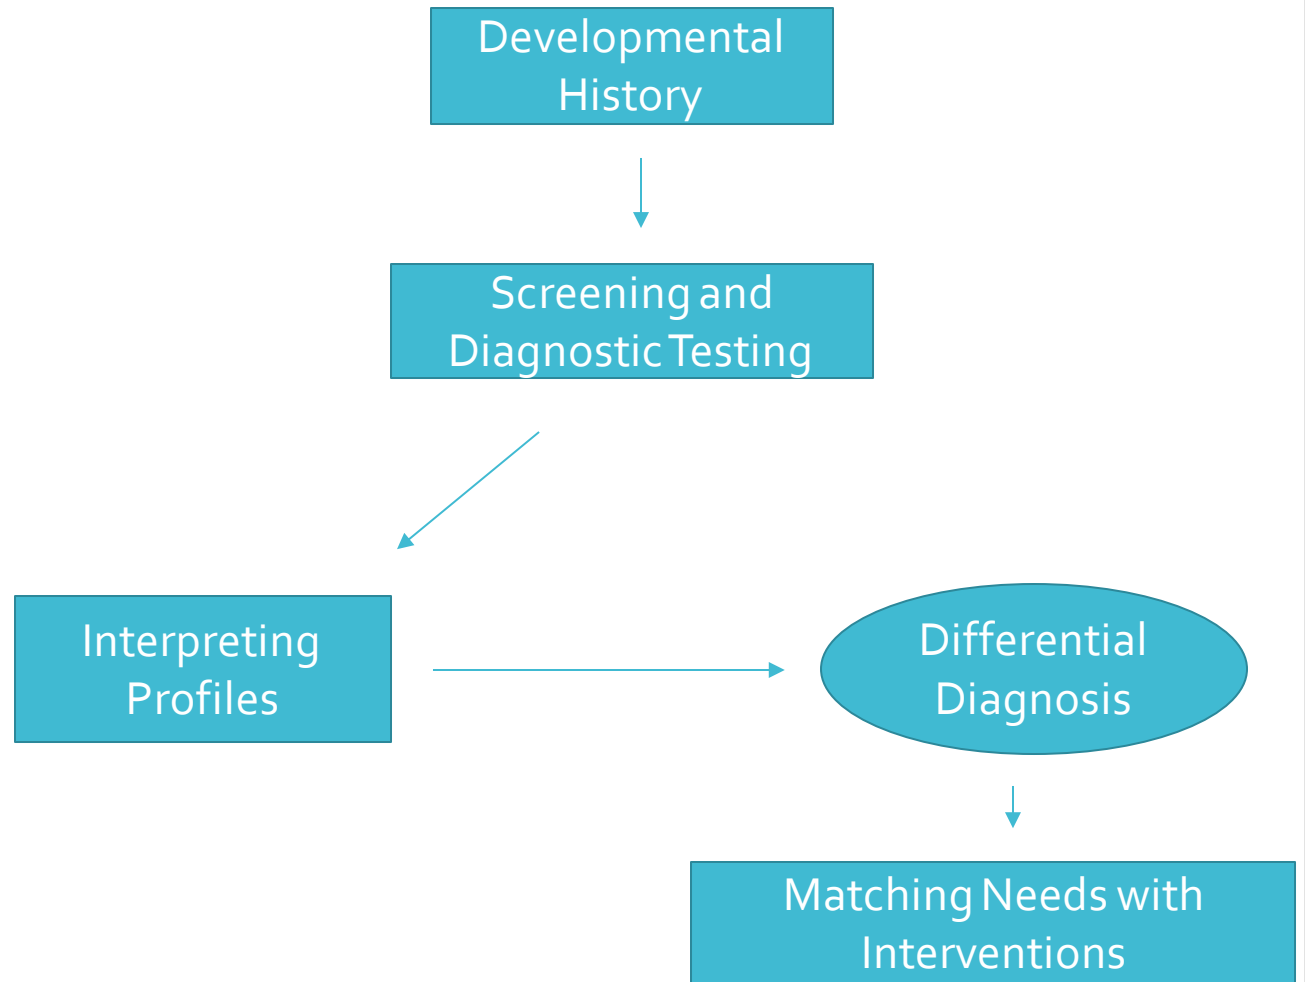 Developmental
History
Screening and
Diagnostic Testing
Interpreting
Profiles
Differential
Diagnosis
Matching Needs with
Interventions